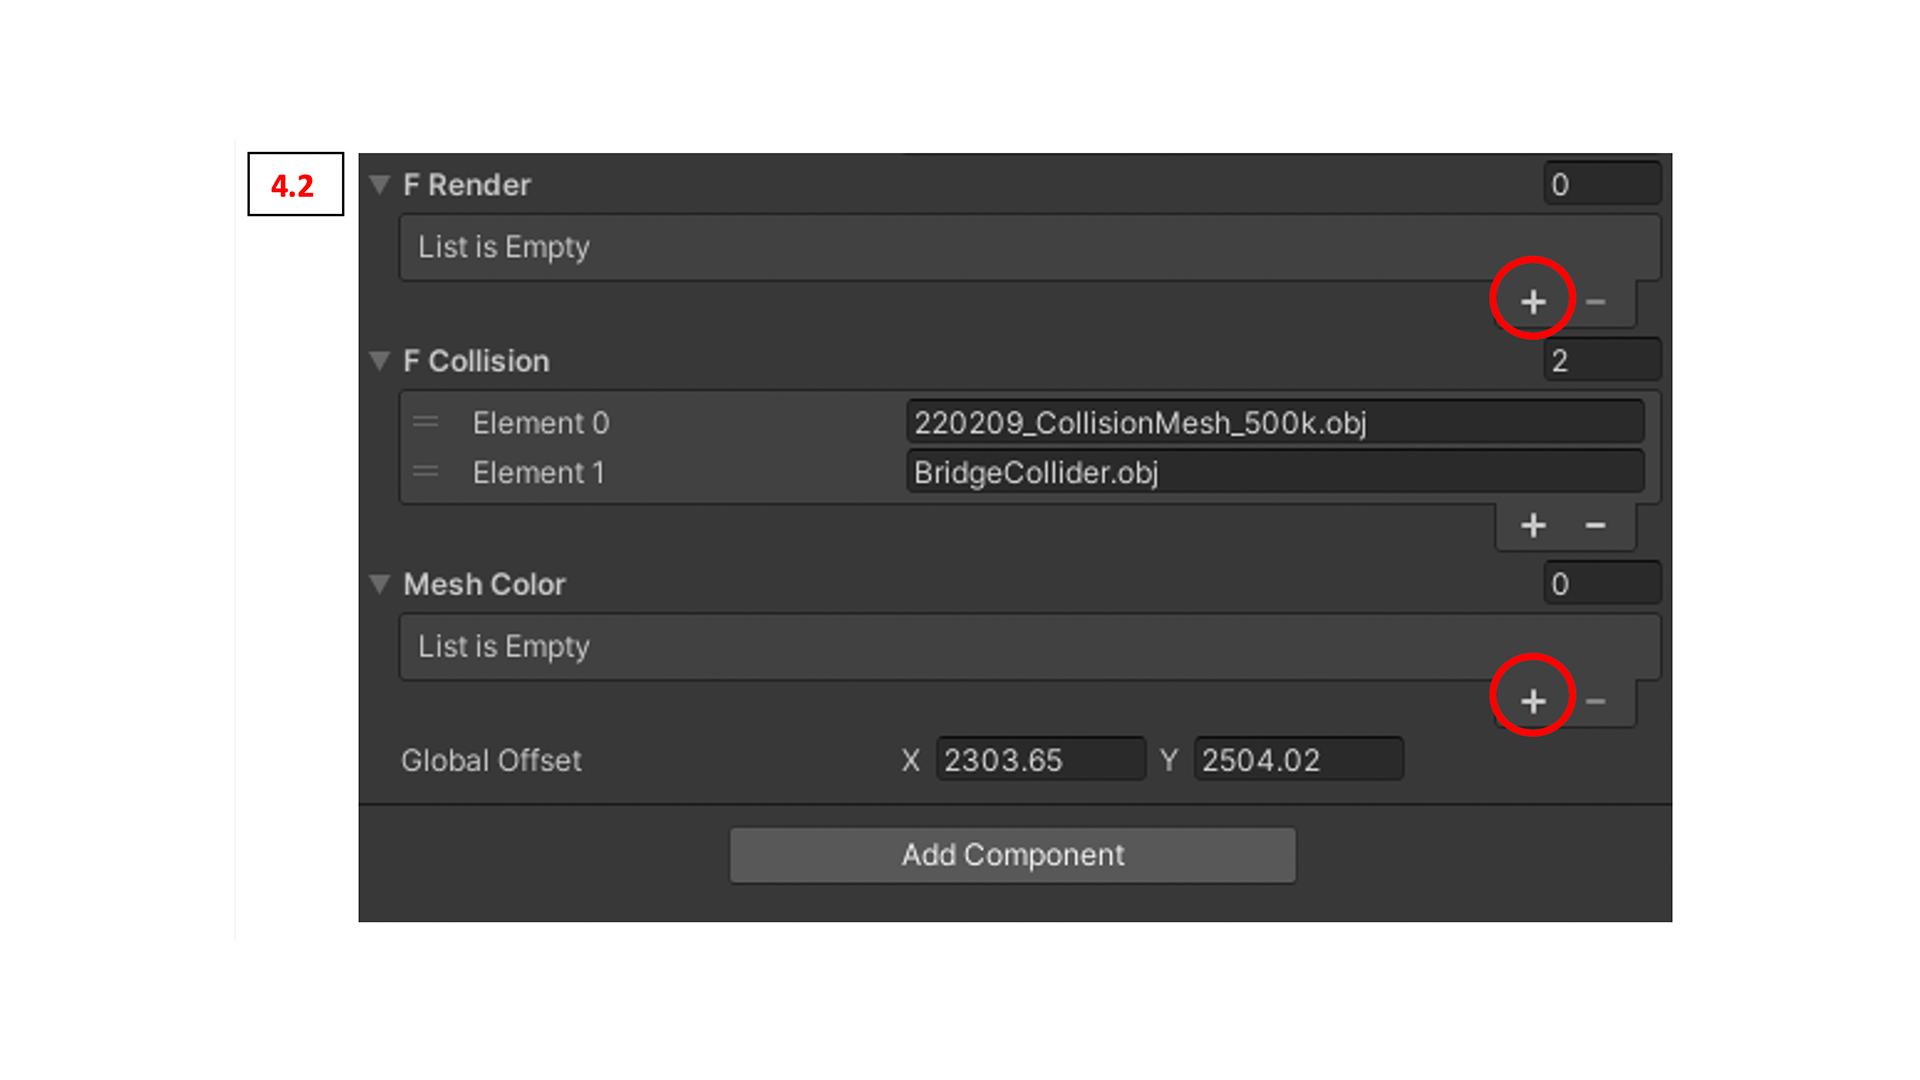 4.2
F Render 0
List is Empty
+ −
F Collision 2
Element 0 220209_CollisionMesh_500k.obj
Element 1 BridgeCollider.obj
+ −
Mesh Color 0
List is Empty
+ −
Global Offset X 2303.65 Y 2504.02
Add Component